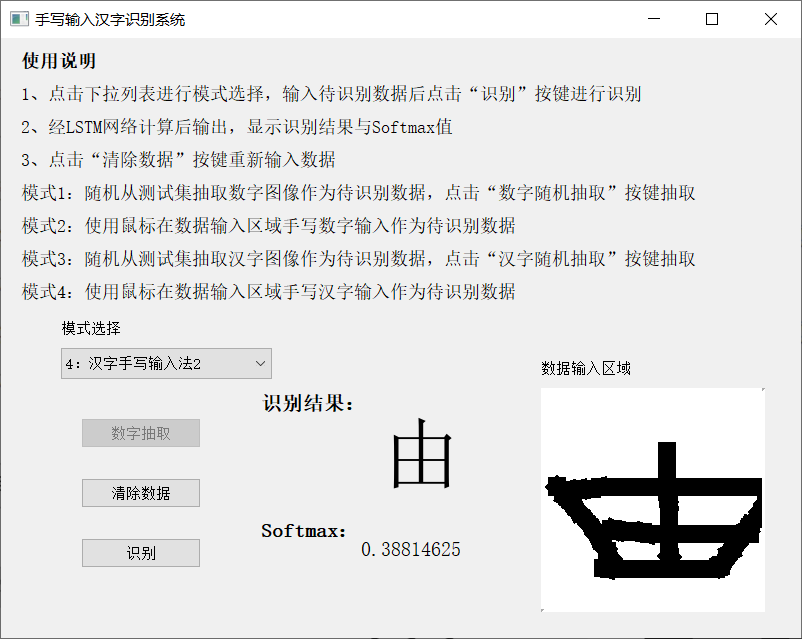 手写输入汉字识别系统
使用说明
1、点击下拉列表进行模式选择，输入待识别数据后点击“识别”按键进行识别
2、经LSTM网络计算后输出，显示识别结果与Softmax值
3、点击“清除数据”按键重新输入数据
模式1：随机从测试集抽取数字图像作为待识别数据，点击“数字随机抽取”按键抽取
模式2：使用鼠标在数据输入区域手写数字输入作为待识别数据
模式3：随机从测试集抽取汉字图像作为待识别数据，点击“汉字随机抽取”按键抽取
模式4：使用鼠标在数据输入区域手写汉字输入作为待识别数据
模式选择
4：汉字手写输入法2
数据输入区域
识别结果：
由
数字抽取
清除数据
Softmax：
0.38814625
识别
由